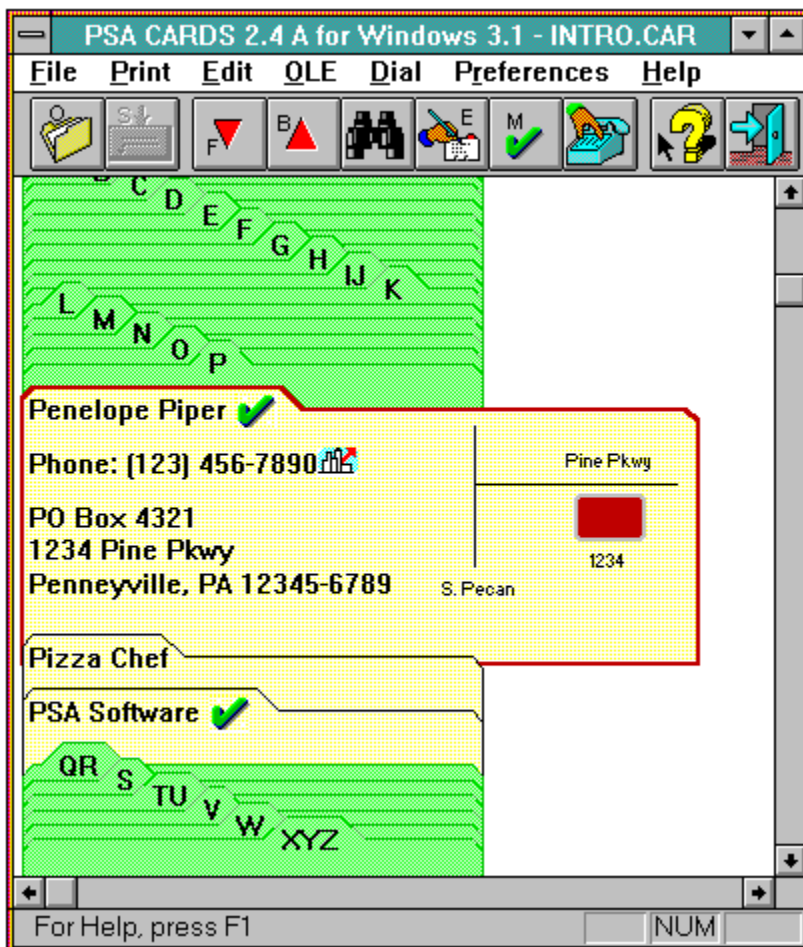 PSA CARDS 2.4 A for Windows 3.1 - INTRO.CAR
File Print Edit OLE Dial Preferences Help
O S F B E M
C
D
E
F
G
H
IJ
K
L
M
N
O
P
Penelope Piper
Phone: (123) 456-7890
Pine Pkwy
PO Box 4321
1234 Pine Pkwy
Penneyville, PA 12345-6789
1234
S. Pecan
Pizza Chef
PSA Software
QR
S
TU
V
W
XYZ
For Help, press F1
NUM